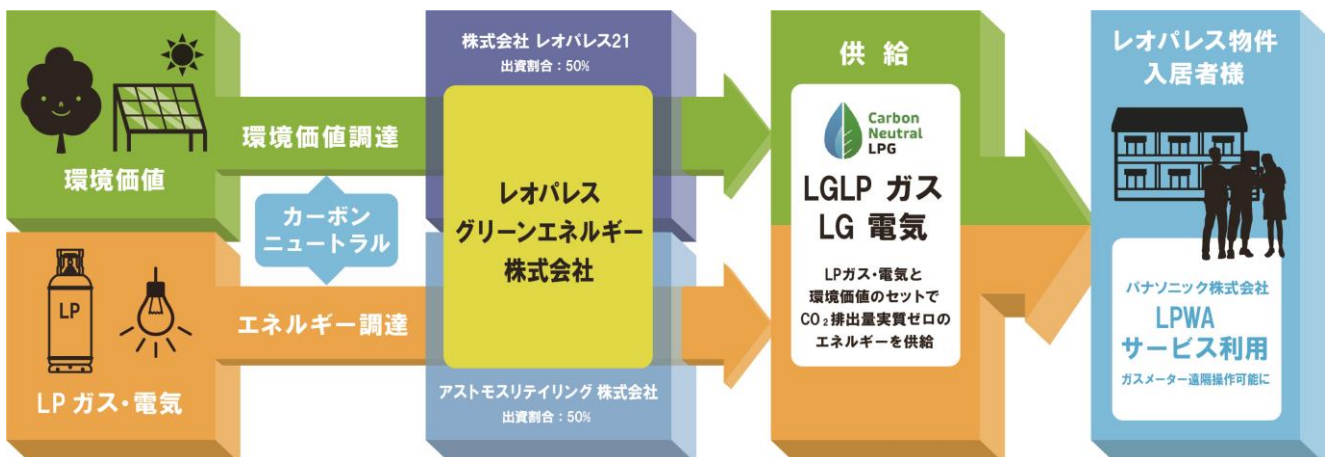 環境価値
LP
LP ガス・電気
環境価値調達
カーボン
ニュートラル
エネルギー調達
株式会社 レオパレス21
出資割合：50%
レオパレス
グリーンエネルギー
株式会社
アストモスリテイリング 株式会社
出資割合：50%
供 給
Carbon
Neutral
LPG
LGLP ガス
LG 電気
LPガス・電気と
環境価値のセットで
CO₂排出量実質ゼロの
エネルギーを供給
レオパレス物件
入居者様
パナソニック株式会社
LPWA
サービス利用
ガスメーター遠隔操作可能に